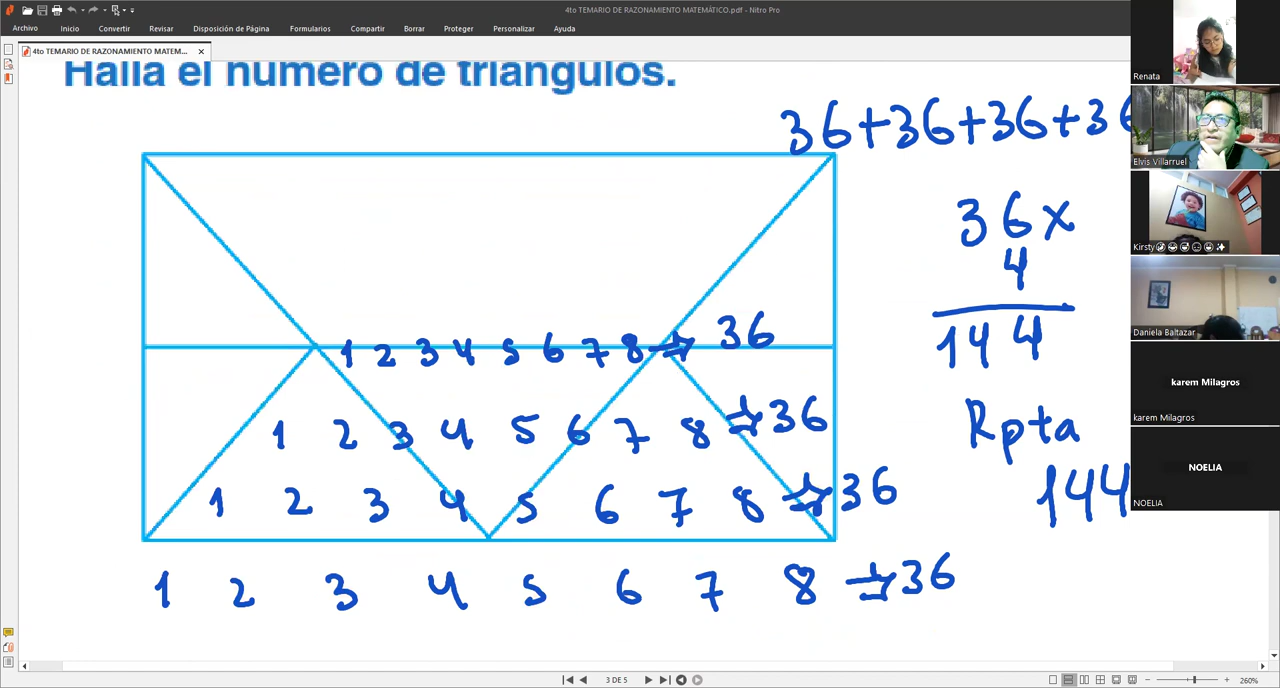 4to TEMARIO DE RAZONAMIENTO MATEMÁTICO.pdf - Nitro Pro
Archivo Inicio Convertir Revisar Disposición de Página Formularios Compartir Borrar Proteger Personalizar Ayuda
4to TEMARIO DE RAZONAMIENTO MATEM... ×
Halla el número de triángulos.
36+36+36+36
36 x
4
144
Rpta
144
1 2 3 4 5 6 7 8 → 36
1 2 3 4 5 6 7 8 → 36
1 2 3 4 5 6 7 8 → 36
1 2 3 4 5 6 7 8 → 36
Renata
Elvis Villarruel
Kirsty
Daniela Baltazar
karem Milagros
karem Milagros
NOELIA
NOELIA
3 DE 5
260%